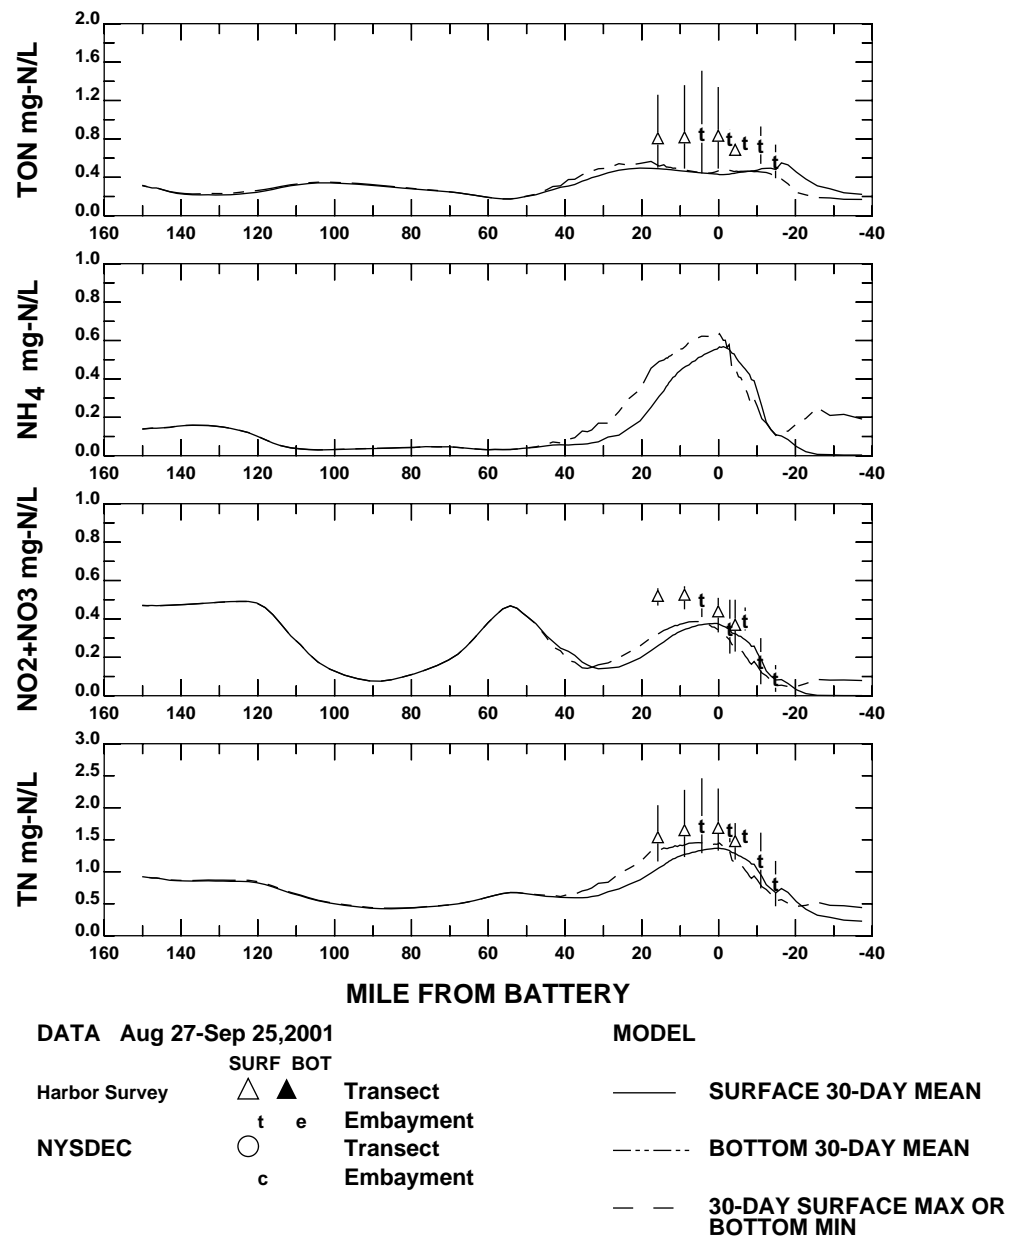 TON mg-N/L
2.0
1.6
1.2
0.8
0.4
0.0
160 140 120 100 80 60 40 20 0 -20 -40
t t t t t
NH4 mg-N/L
1.0
0.8
0.6
0.4
0.2
0.0
160 140 120 100 80 60 40 20 0 -20 -40
NO2+NO3 mg-N/L
1.0
0.8
0.6
0.4
0.2
0.0
160 140 120 100 80 60 40 20 0 -20 -40
t t t t t
TN mg-N/L
3.0
2.5
2.0
1.5
1.0
0.5
0.0
160 140 120 100 80 60 40 20 0 -20 -40
t t t t t
MILE FROM BATTERY
DATA Aug 27-Sep 25,2001
SURF BOT
Harbor Survey Transect
t e Embayment
NYSDEC Transect
c Embayment
MODEL
SURFACE 30-DAY MEAN
BOTTOM 30-DAY MEAN
30-DAY SURFACE MAX OR
BOTTOM MIN